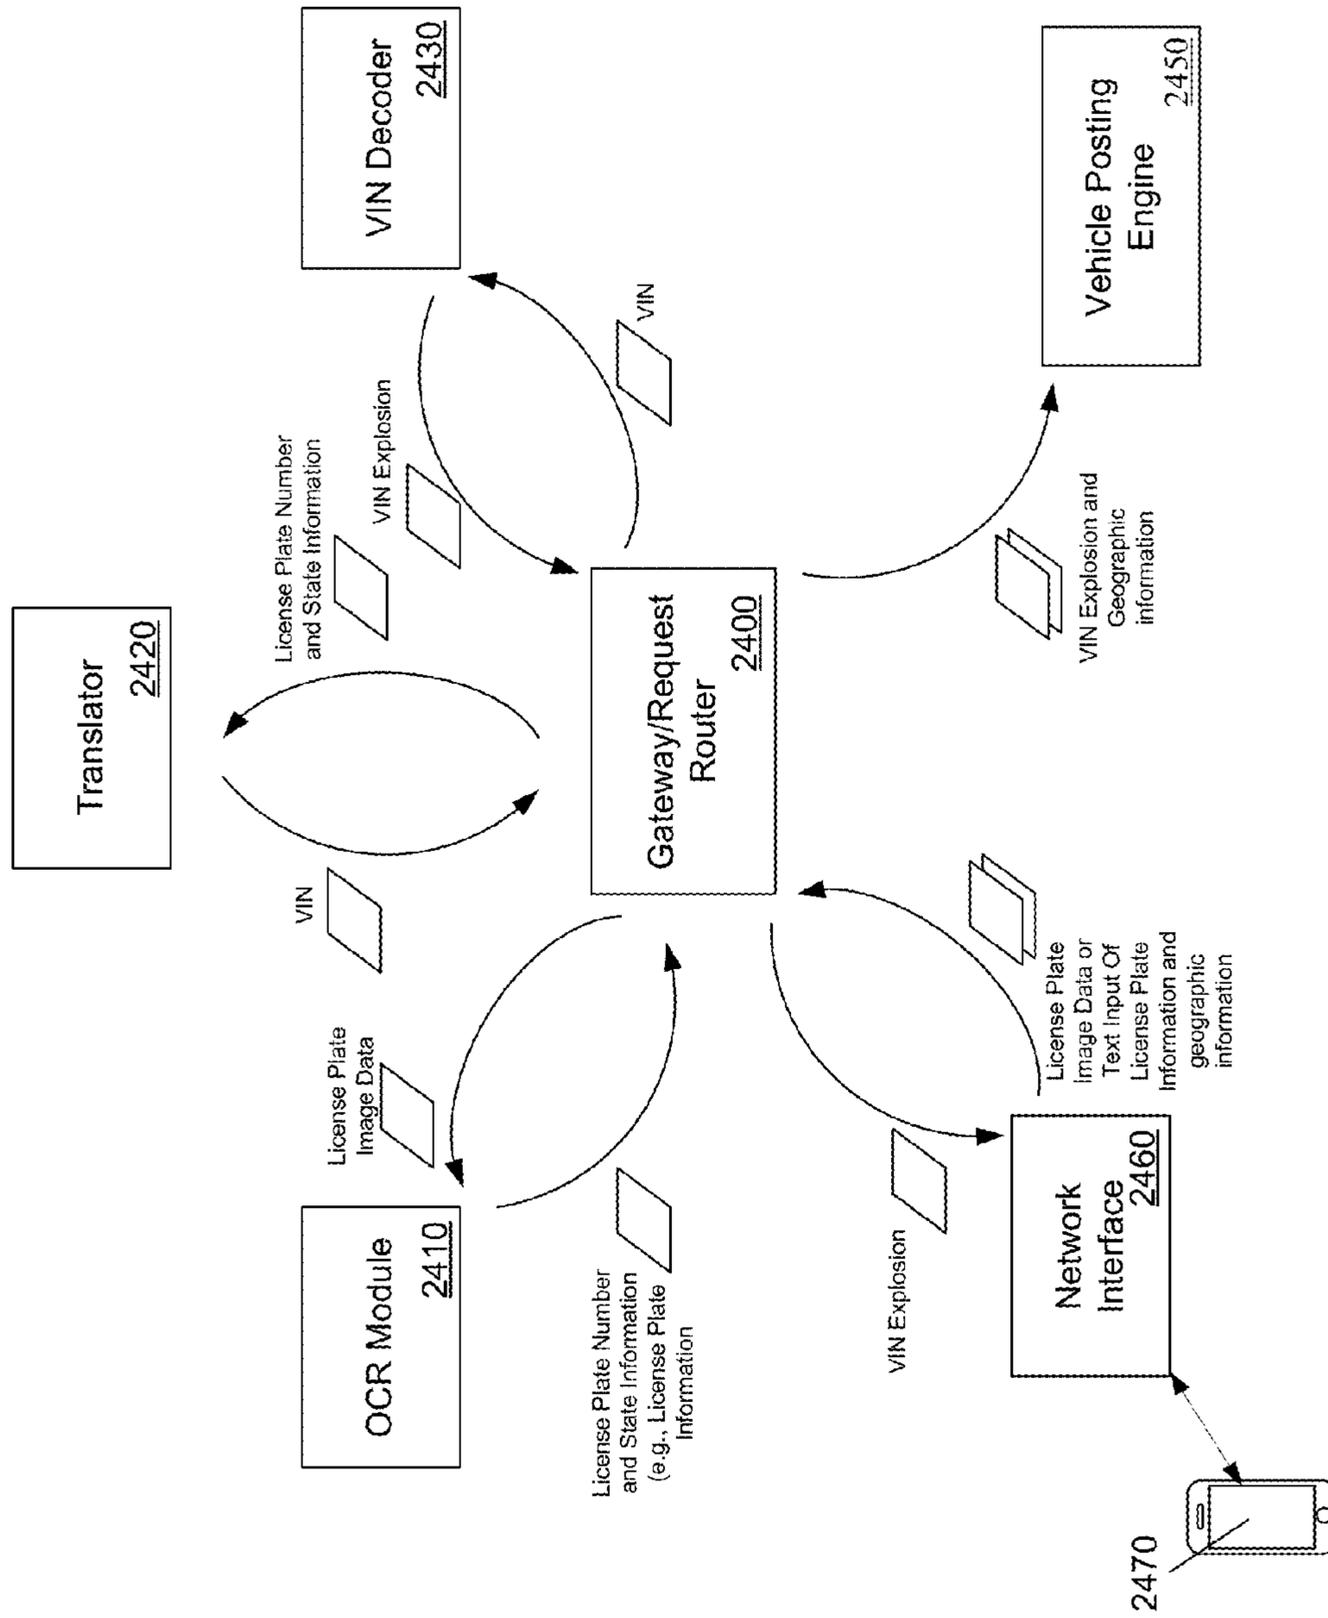 Translator
2420
License Plate Number
and State Information
VIN
VIN Explosion
VIN Decoder
2430
VIN
License Plate
Image Data
OCR Module
2410
License Plate Number
and State Information
(e.g., License Plate
Information
Gateway/Request
Router
2400
VIN Explosion
Network
Interface
2460
License Plate
Image Data or
Text Input Of
License Plate
Information and
geographic
information
VIN Explosion and
Geographic
information
Vehicle Posting
Engine
2450
2470